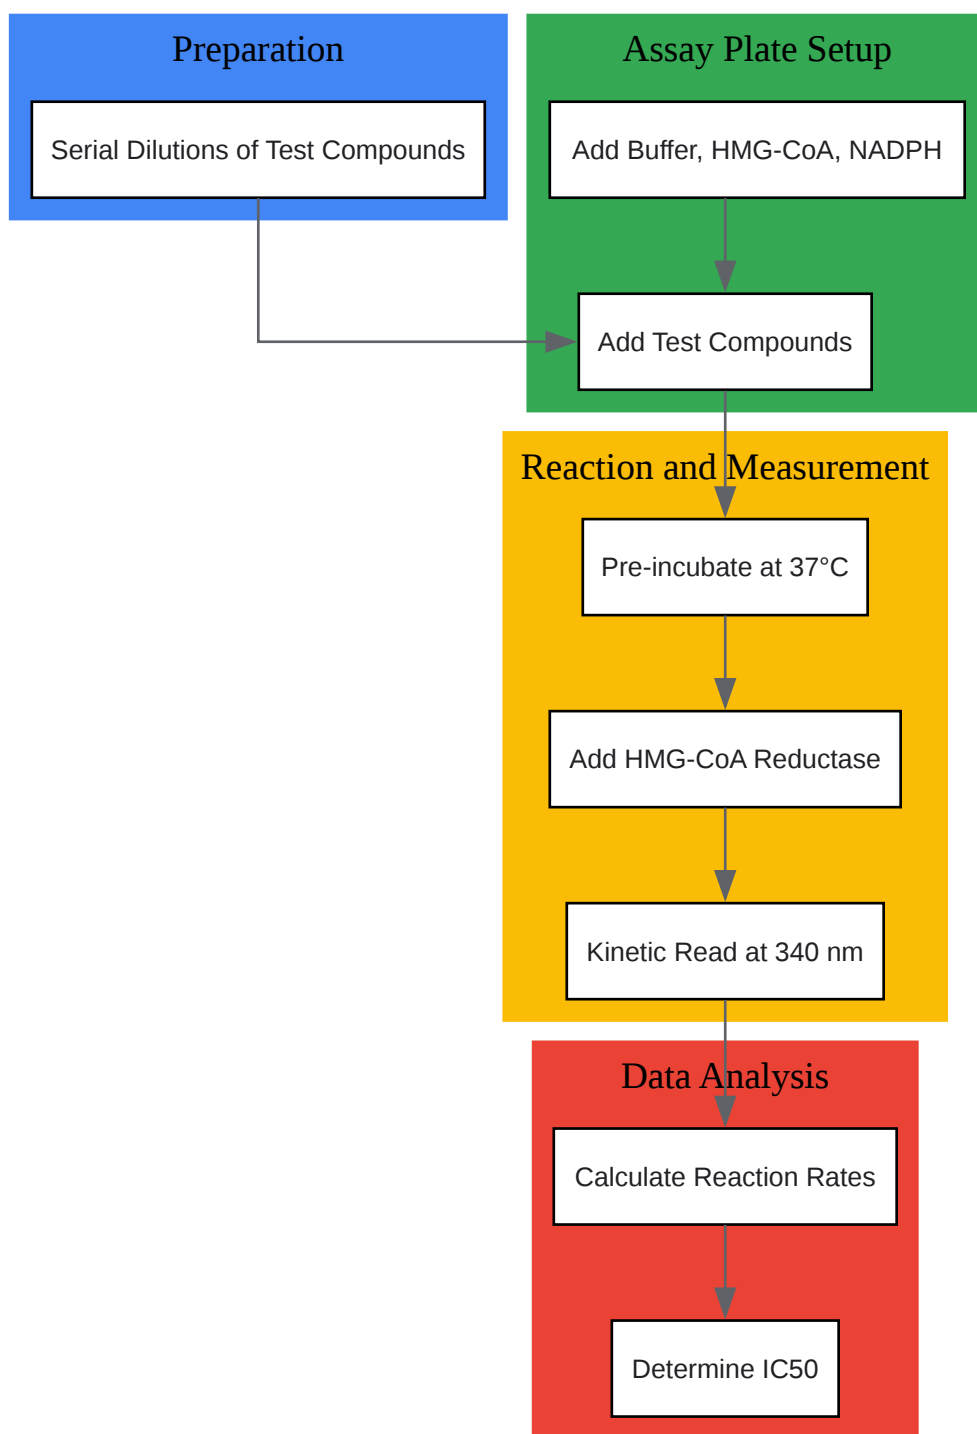 Preparation
Serial Dilutions of Test Compounds
Assay Plate Setup
Add Buffer, HMG-CoA, NADPH
Add Test Compounds
Reaction and Measurement
Pre-incubate at 37°C
Add HMG-CoA Reductase
Kinetic Read at 340 nm
Data Analysis
Calculate Reaction Rates
Determine IC50